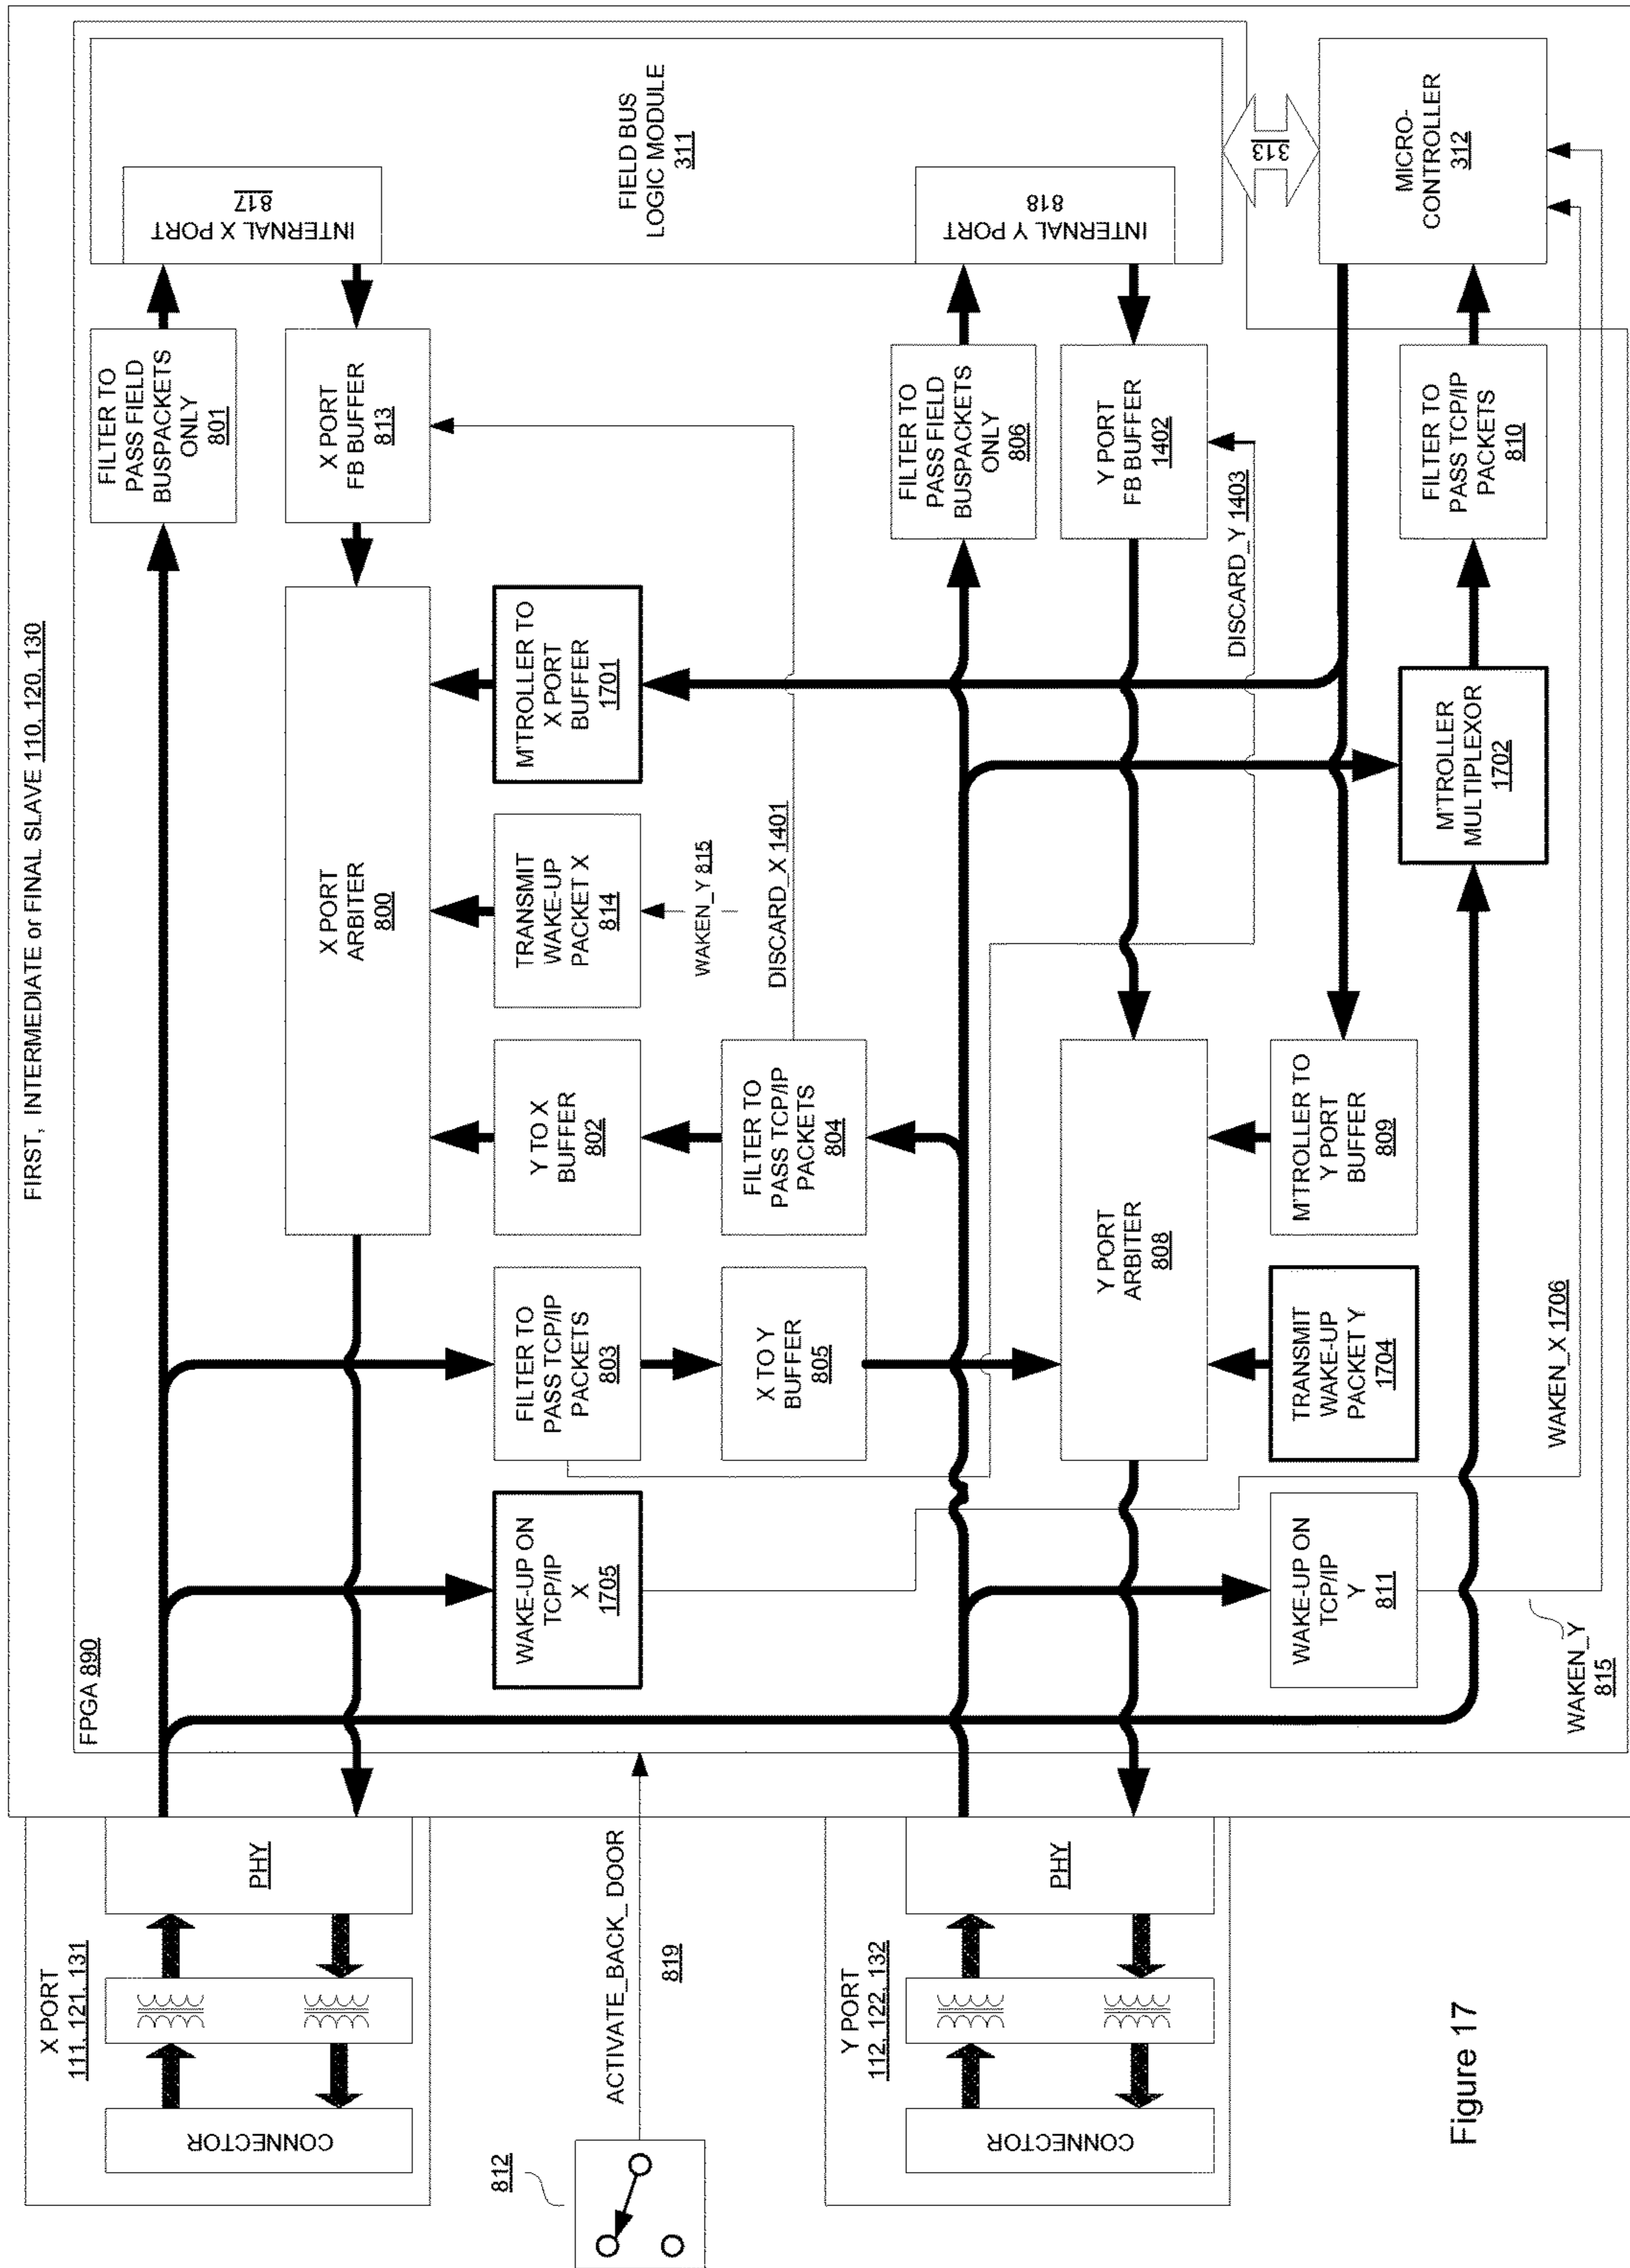 FIRST, INTERMEDIATE or FINAL SLAVE 110, 120, 130
X PORT
111, 121, 131
CONNECTOR
PHY
812
ACTIVATE_BACK_DOOR
819
Y PORT
112, 122, 132
CONNECTOR
PHY
FPGA 890
FILTER TO
PASS FIELD
BUSPACKETS
ONLY
801
INTERNAL X PORT
817
FIELD BUS
LOGIC MODULE
311
X PORT
ARBITER
800
X PORT
FB BUFFER
813
WAKE-UP ON
TCP/IP
X
1705
FILTER TO
PASS TCP/IP
PACKETS
803
Y TO X
BUFFER
802
TRANSMIT
WAKE-UP
PACKET X
814
M'TROLLER TO
X PORT
BUFFER
1701
X TO Y
BUFFER
805
FILTER TO
PASS TCP/IP
PACKETS
804
WAKEN_Y 815
DISCARD_X 1401
FILTER TO
PASS FIELD
BUSPACKETS
ONLY
806
INTERNAL Y PORT
818
Y PORT
ARBITER
808
Y PORT
FB BUFFER
1402
DISCARD_Y 1403
313
WAKE-UP ON
TCP/IP
Y
811
TRANSMIT
WAKE-UP
PACKET Y
1704
M'TROLLER TO
Y PORT
BUFFER
809
M'TROLLER
MULTIPLEXOR
1702
FILTER TO
PASS TCP/IP
PACKETS
810
MICRO-
CONTROLLER
312
WAKEN_Y
815
WAKEN_X 1706
Figure 17